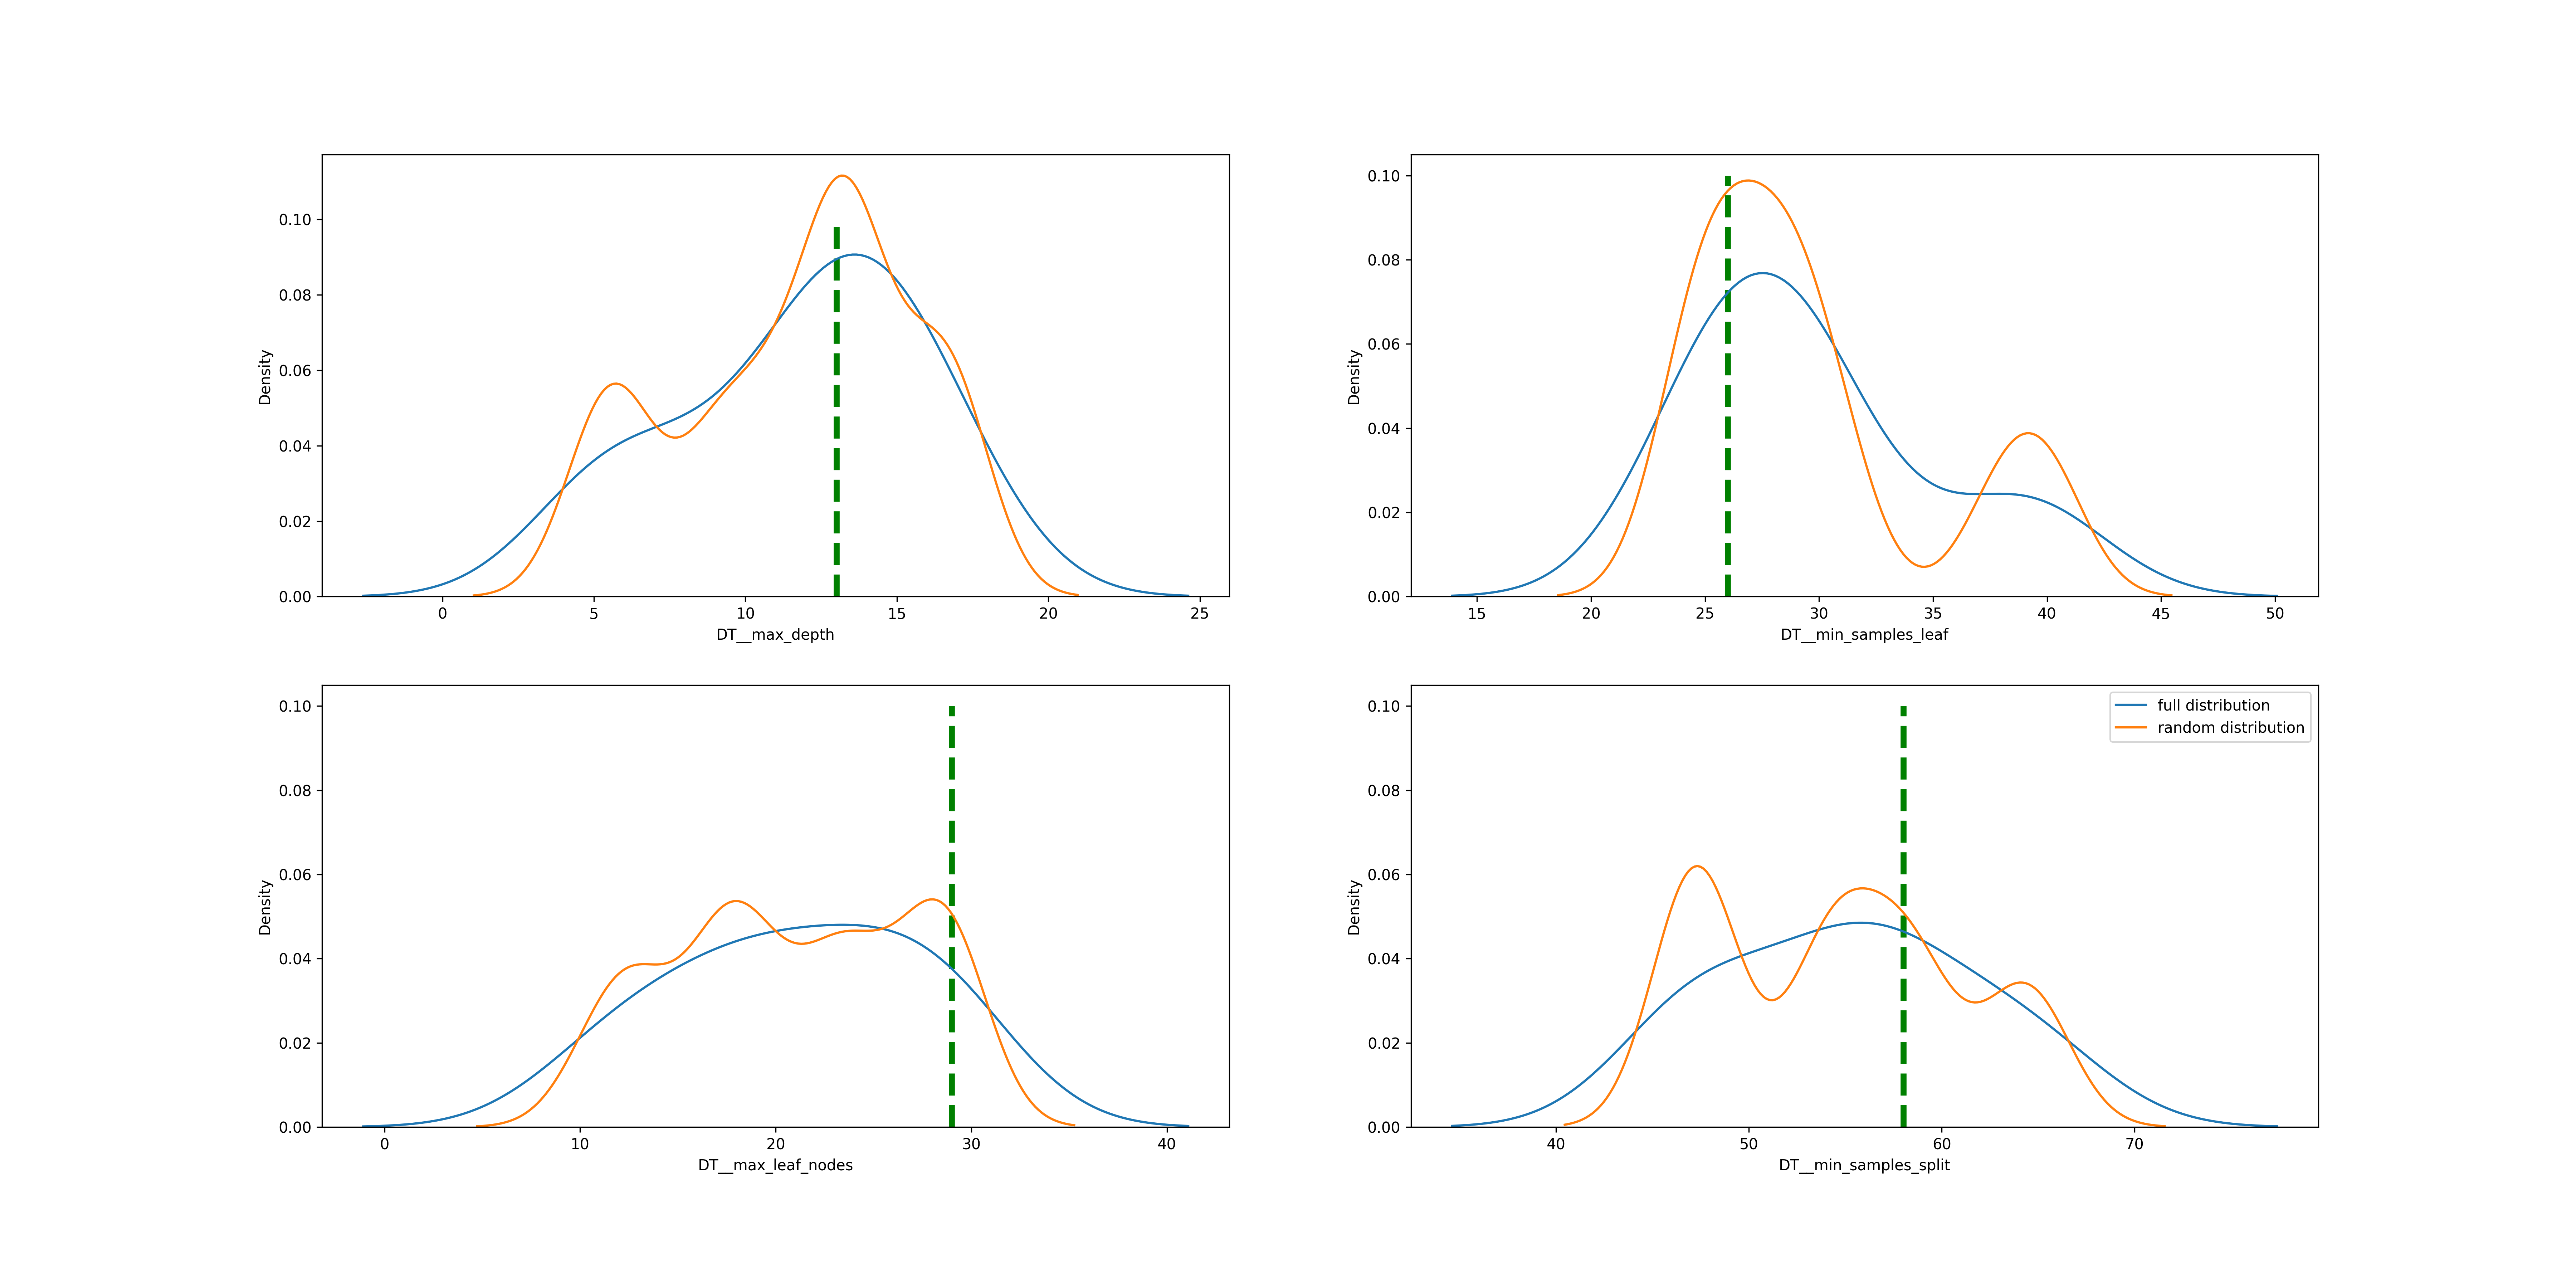 0.10
0.08
0.06
0.04
0.02
0.00
Density
0 5 10 15 20 25
DT__max_depth
0.10
0.08
0.06
0.04
0.02
0.00
Density
15 20 25 30 35 40 45 50
DT__min_samples_leaf
0.10
0.08
0.06
0.04
0.02
0.00
Density
0 10 20 30 40
DT__max_leaf_nodes
0.10
0.08
0.06
0.04
0.02
0.00
Density
40 50 60 70
DT__min_samples_split
full distribution
random distribution